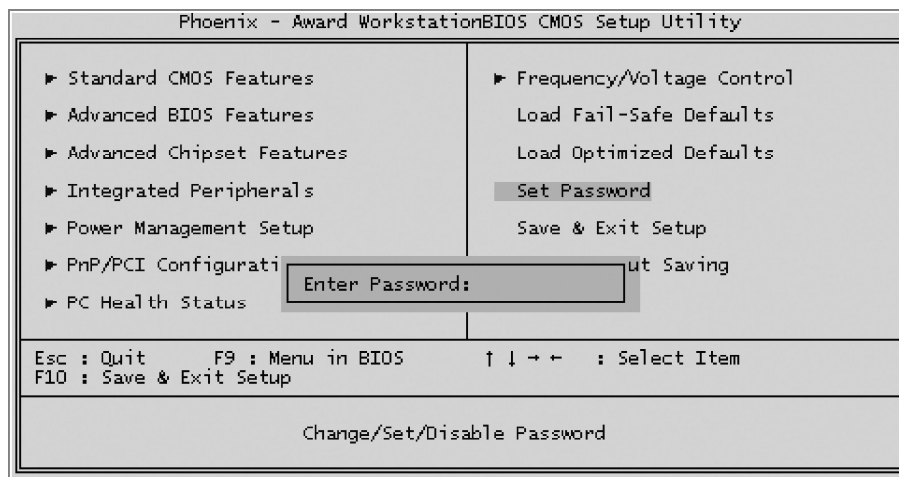 Phoenix - Award WorkstationBIOS CMOS Setup Utility
▶ Standard CMOS Features
▶ Advanced BIOS Features
▶ Advanced Chipset Features
▶ Integrated Peripherals
▶ Power Management Setup
▶ PnP/PCI Configurati
▶ PC Health Status
▶ Frequency/Voltage Control
Load Fail-Safe Defaults
Load Optimized Defaults
Set Password
Save & Exit Setup
ut Saving
Enter Password:
Esc : Quit F9 : Menu in BIOS ↑ ↓ → ← : Select Item
F10 : Save & Exit Setup
Change/Set/Disable Password